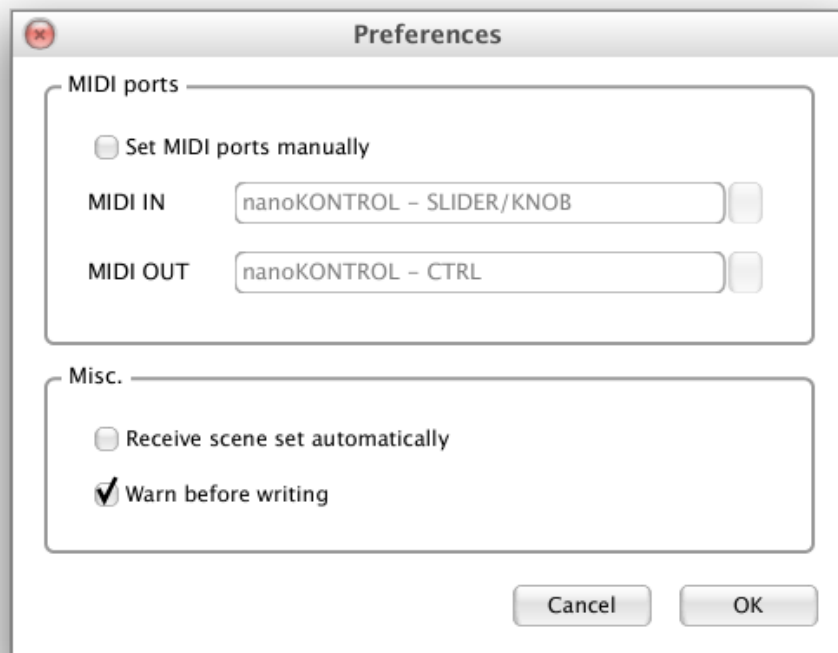 Preferences
MIDI ports
Set MIDI ports manually
MIDI IN nanoKONTROL – SLIDER/KNOB
MIDI OUT nanoKONTROL – CTRL
Misc.
Receive scene set automatically
Warn before writing
Cancel OK